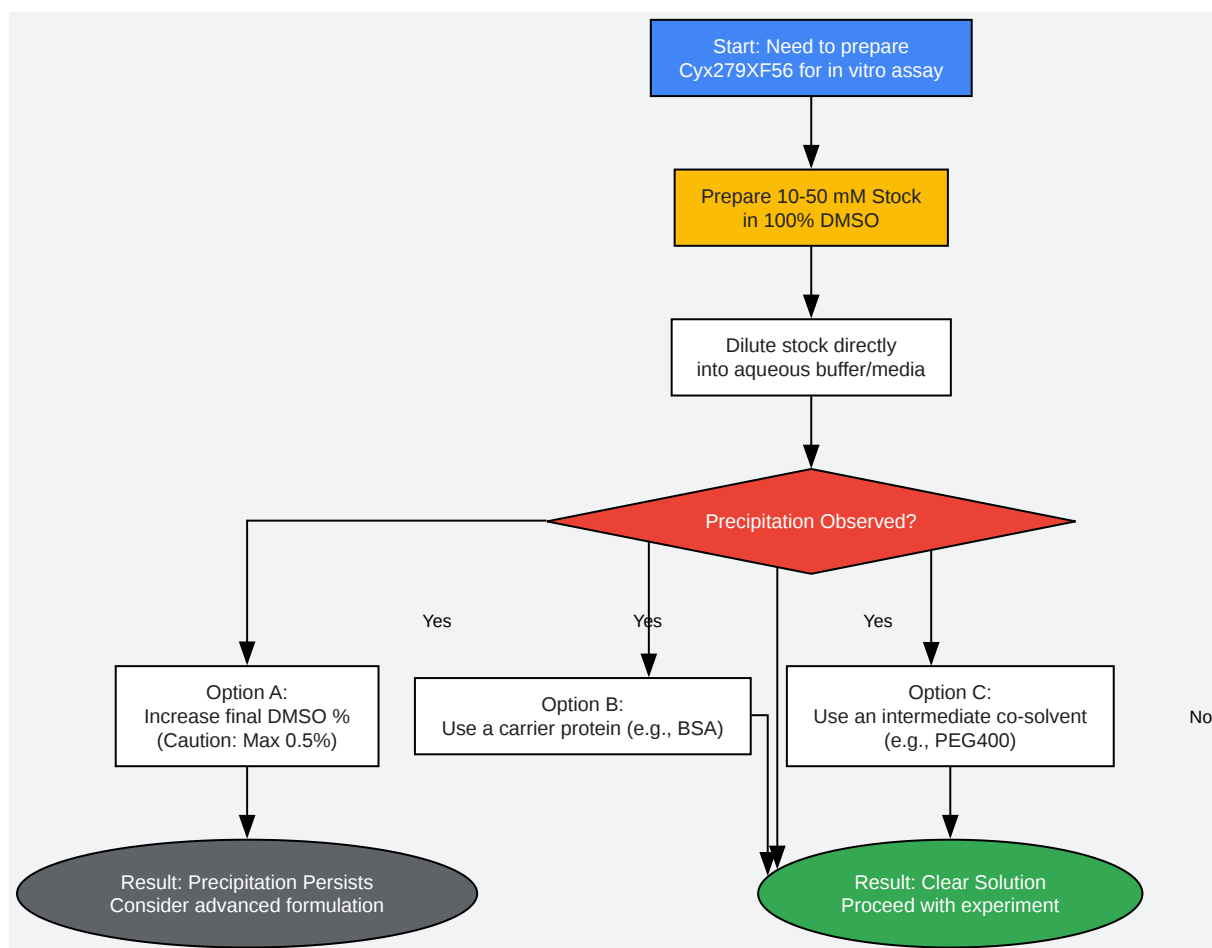 Start: Need to prepare
Cyx279XF56 for in vitro assay
Prepare 10-50 mM Stock
in 100% DMSO
Dilute stock directly
into aqueous buffer/media
Precipitation Observed?
Yes
Yes
Yes
No
Option A:
Increase final DMSO %
(Caution: Max 0.5%)
Option B:
Use a carrier protein (e.g., BSA)
Option C:
Use an intermediate co-solvent
(e.g., PEG400)
Result: Precipitation Persists
Consider advanced formulation
Result: Clear Solution
Proceed with experiment